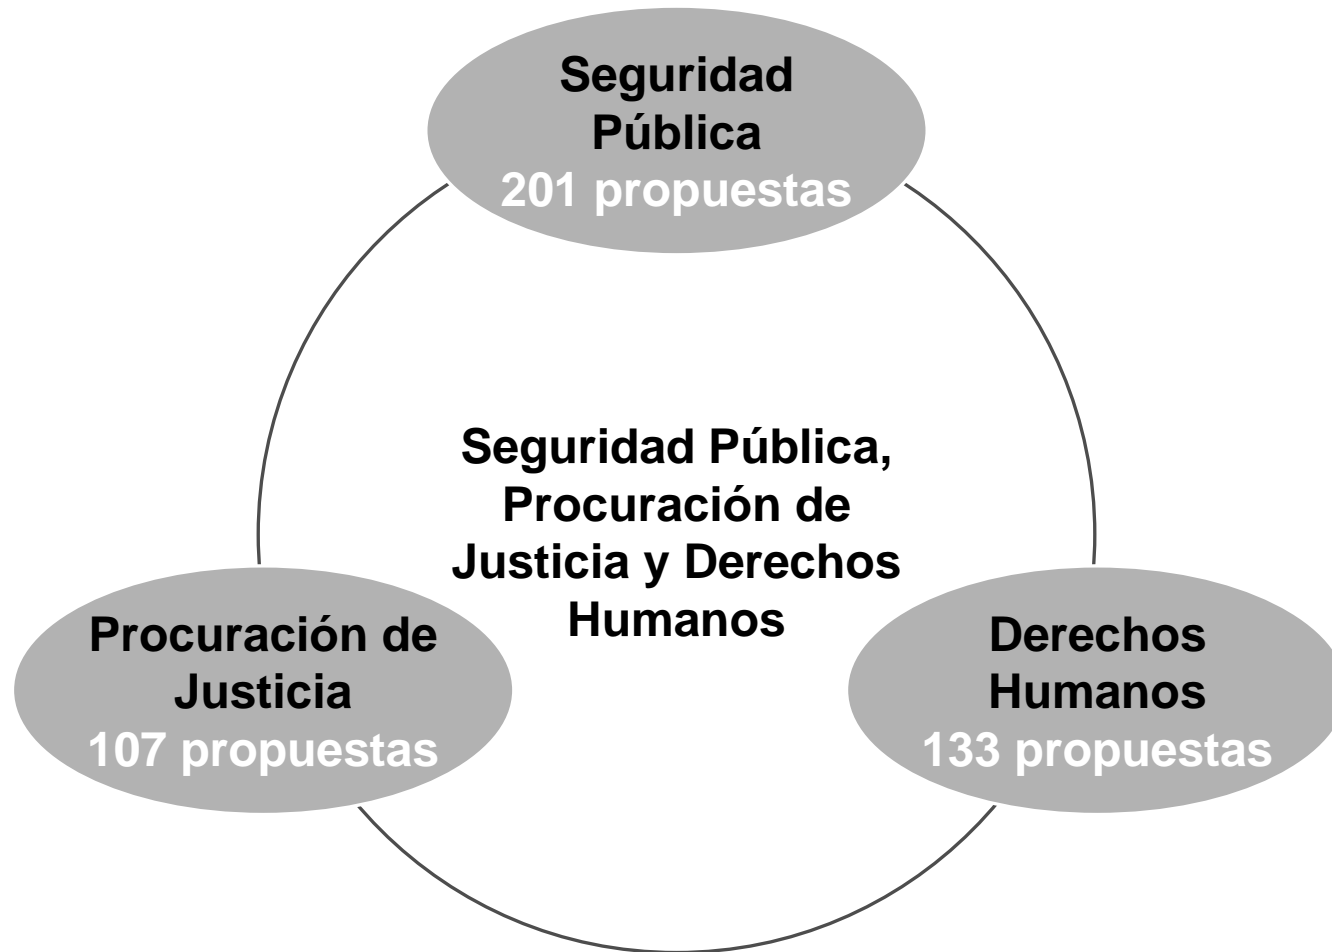 Seguridad
Pública
201 propuestas
Seguridad Pública,
Procuración de
Justicia y Derechos
Humanos
Procuración de
Justicia
107 propuestas
Derechos
Humanos
133 propuestas